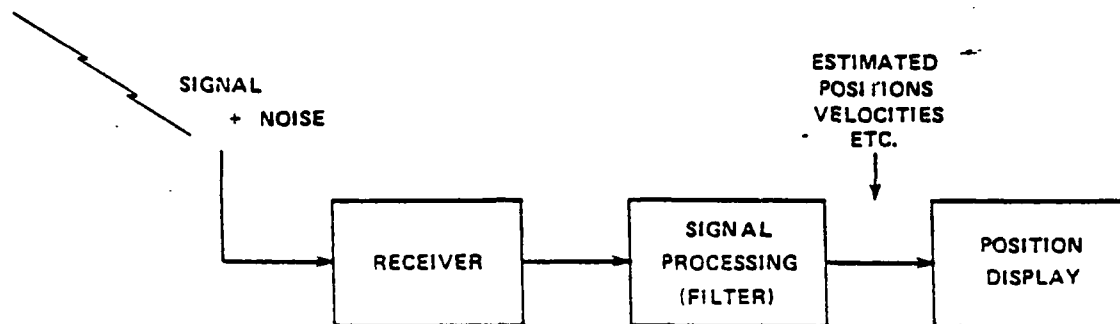 SIGNAL
+ NOISE
ESTIMATED
POSITIONS
VELOCITIES
ETC.
RECEIVER
SIGNAL
PROCESSING
(FILTER)
POSITION
DISPLAY